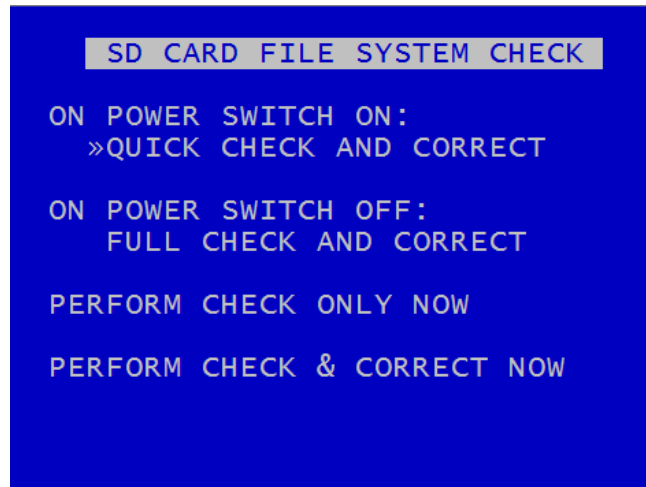 SD CARD FILE SYSTEM CHECK
ON POWER SWITCH ON:
»QUICK CHECK AND CORRECT
ON POWER SWITCH OFF:
FULL CHECK AND CORRECT
PERFORM CHECK ONLY NOW
PERFORM CHECK & CORRECT NOW